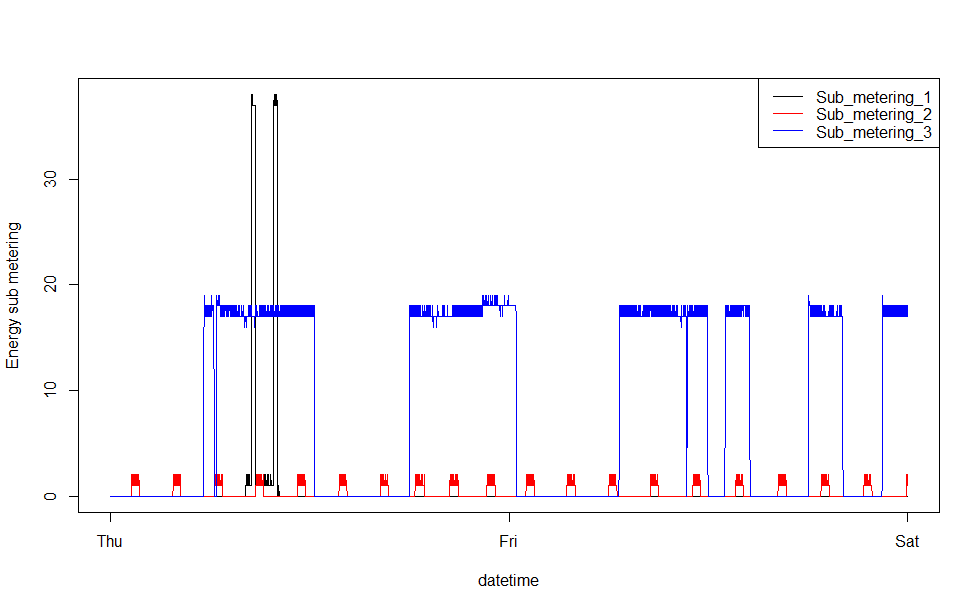 Sub_metering_1
Sub_metering_2
Sub_metering_3
Energy sub metering
30
20
10
0
Thu
Fri
Sat
datetime